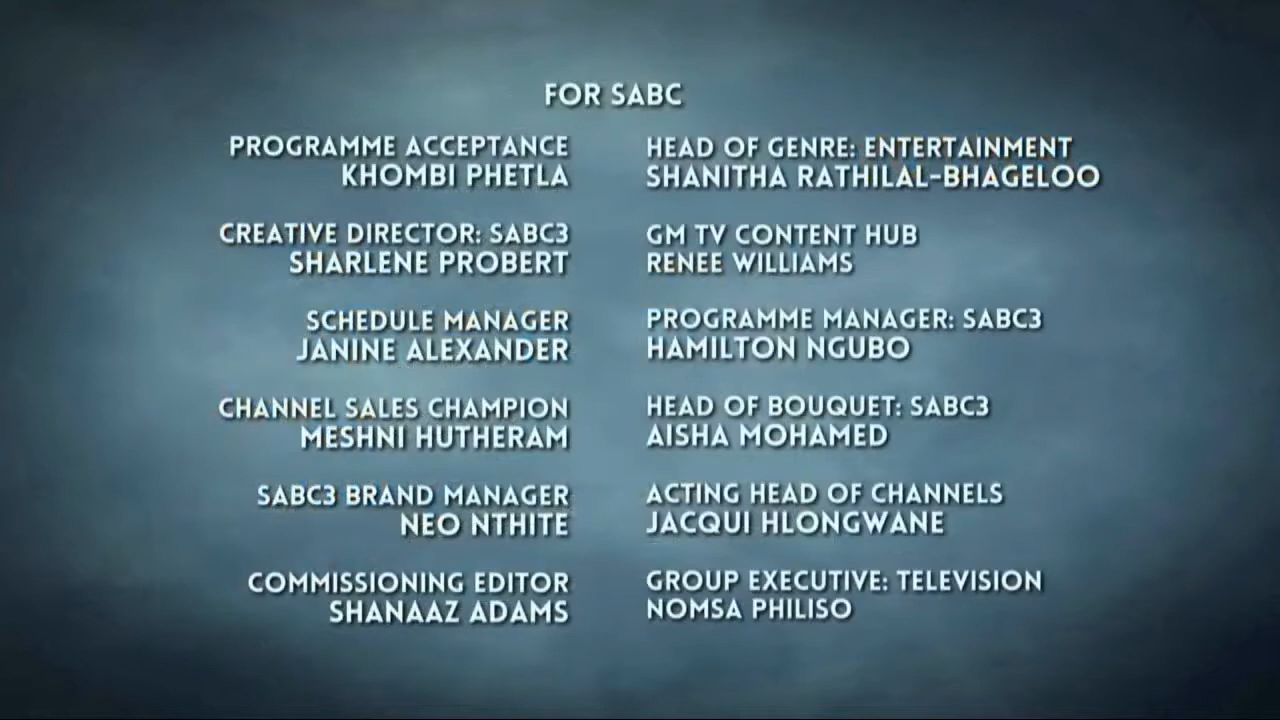 FOR SABC
PROGRAMME ACCEPTANCE
KHOMBI PHETLA
CREATIVE DIRECTOR: SABC3
SHARLENE PROBERT
SCHEDULE MANAGER
JANINE ALEXANDER
CHANNEL SALES CHAMPION
MESHNI HUTHERAM
SABC3 BRAND MANAGER
NEO NTHITE
COMMISSIONING EDITOR
SHANAAZ ADAMS
HEAD OF GENRE: ENTERTAINMENT
SHANITHA RATHILAL-BHAGELOO
GM TV CONTENT HUB
RENEE WILLIAMS
PROGRAMME MANAGER: SABC3
HAMILTON NGUBO
HEAD OF BOUQUET: SABC3
AISHA MOHAMED
ACTING HEAD OF CHANNELS
JACQUI HLONGWANE
GROUP EXECUTIVE: TELEVISION
NOMSA PHILISO